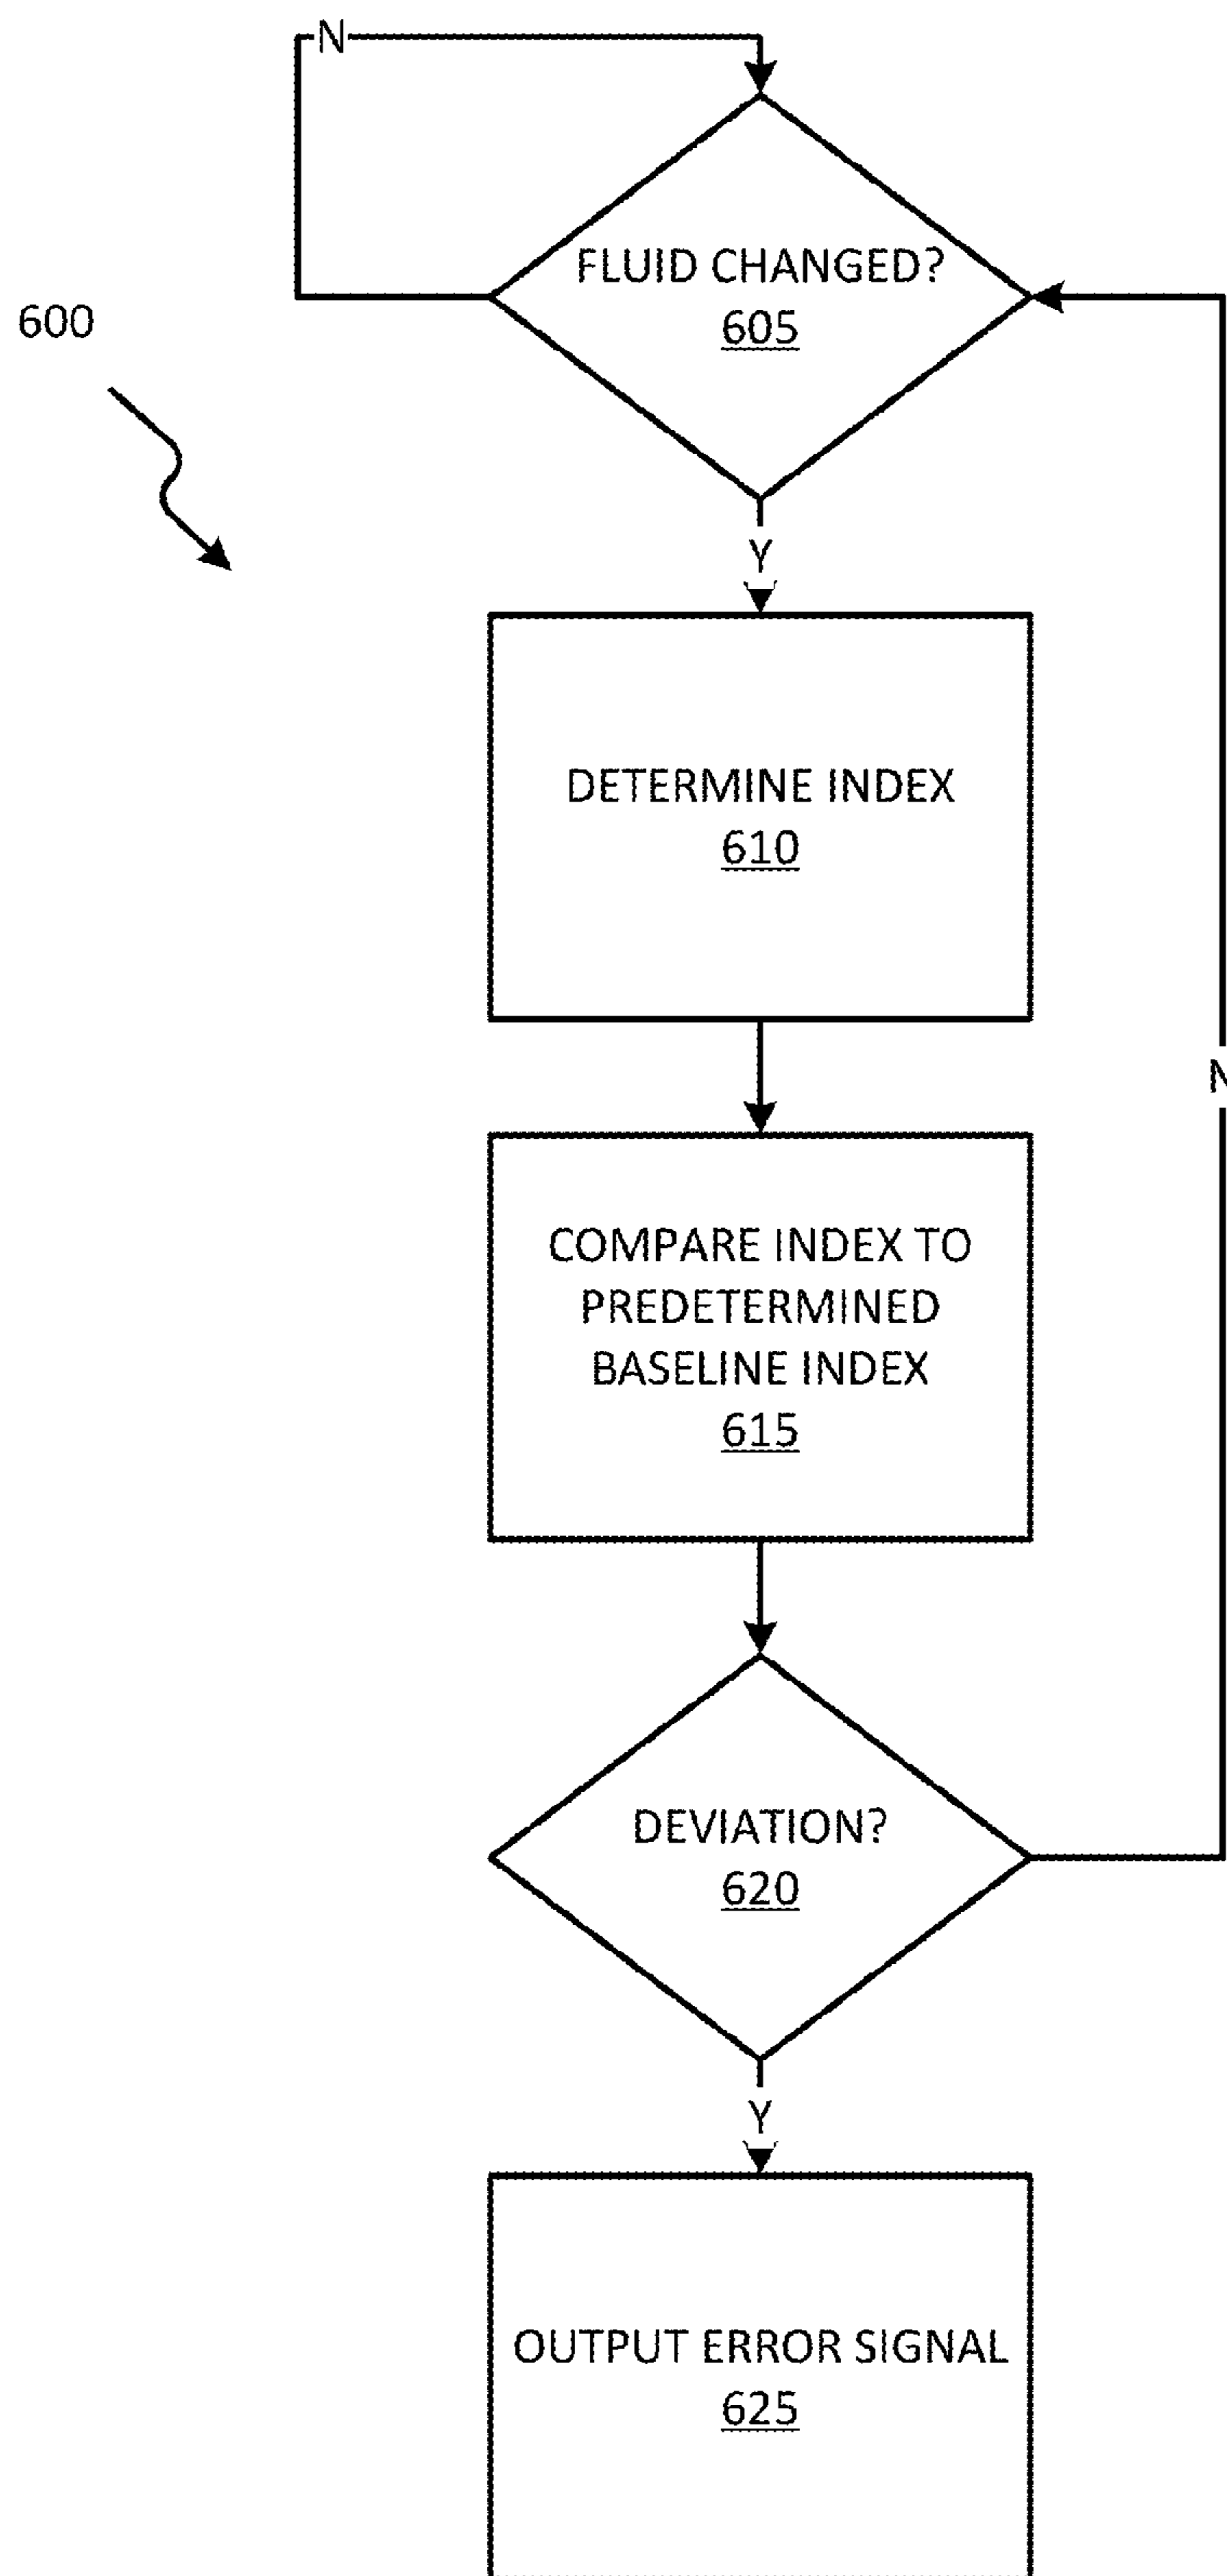 N
FLUID CHANGED?
605
600
Y
DETERMINE INDEX
610
N
COMPARE INDEX TO
PREDETERMINED
BASELINE INDEX
615
DEVIATION?
620
Y
OUTPUT ERROR SIGNAL
625